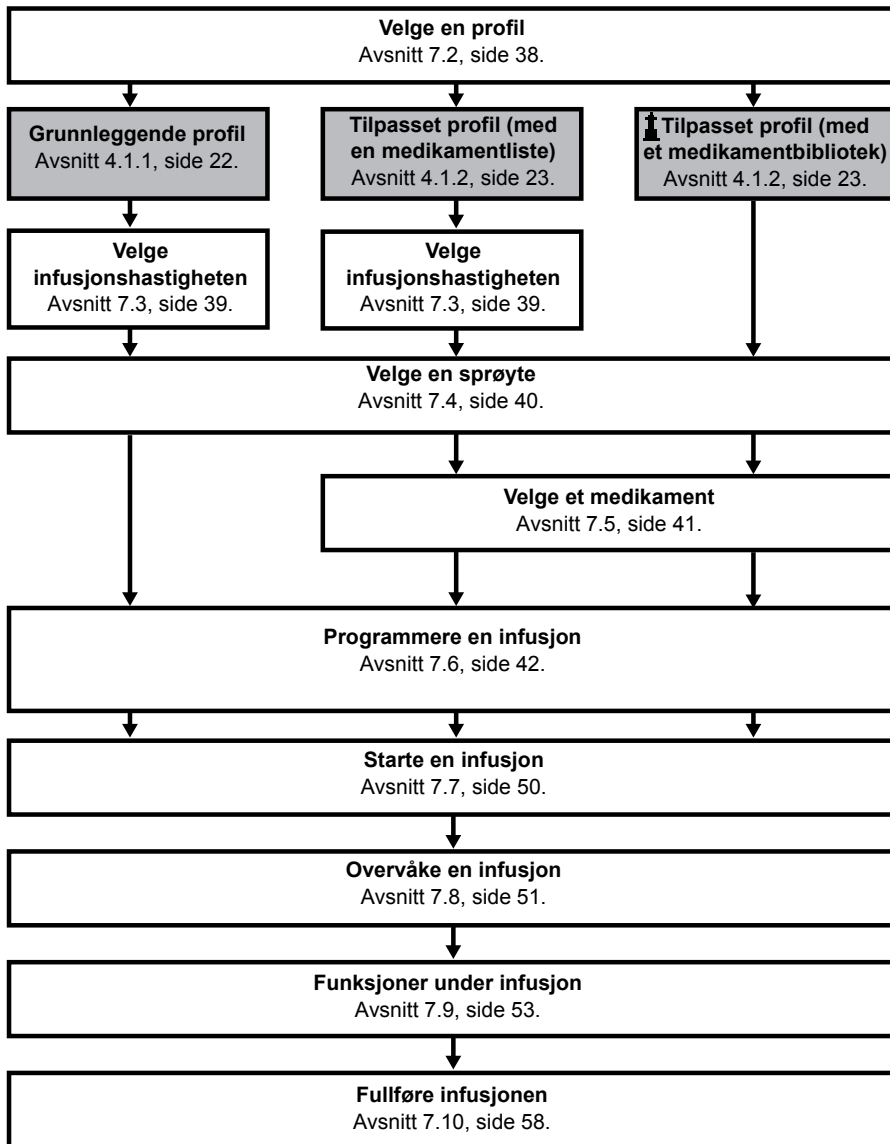 Velge en profil
Avsnitt 7.2, side 38.
Grunnleggende profil
Avsnitt 4.1.1, side 22.
Tilpasset profil (med
en medikamentliste)
Avsnitt 4.1.2, side 23.
Tilpasset profil (med
et medikamentbibliotek)
Avsnitt 4.1.2, side 23.
Velge
infusjonshastigheten
Avsnitt 7.3, side 39.
Velge
infusjonshastigheten
Avsnitt 7.3, side 39.
Velge en sprøyte
Avsnitt 7.4, side 40.
Velge et medikament
Avsnitt 7.5, side 41.
Programmere en infusjon
Avsnitt 7.6, side 42.
Starte en infusjon
Avsnitt 7.7, side 50.
Overvåke en infusjon
Avsnitt 7.8, side 51.
Funksjoner under infusjon
Avsnitt 7.9, side 53.
Fullføre infusjonen
Avsnitt 7.10, side 58.